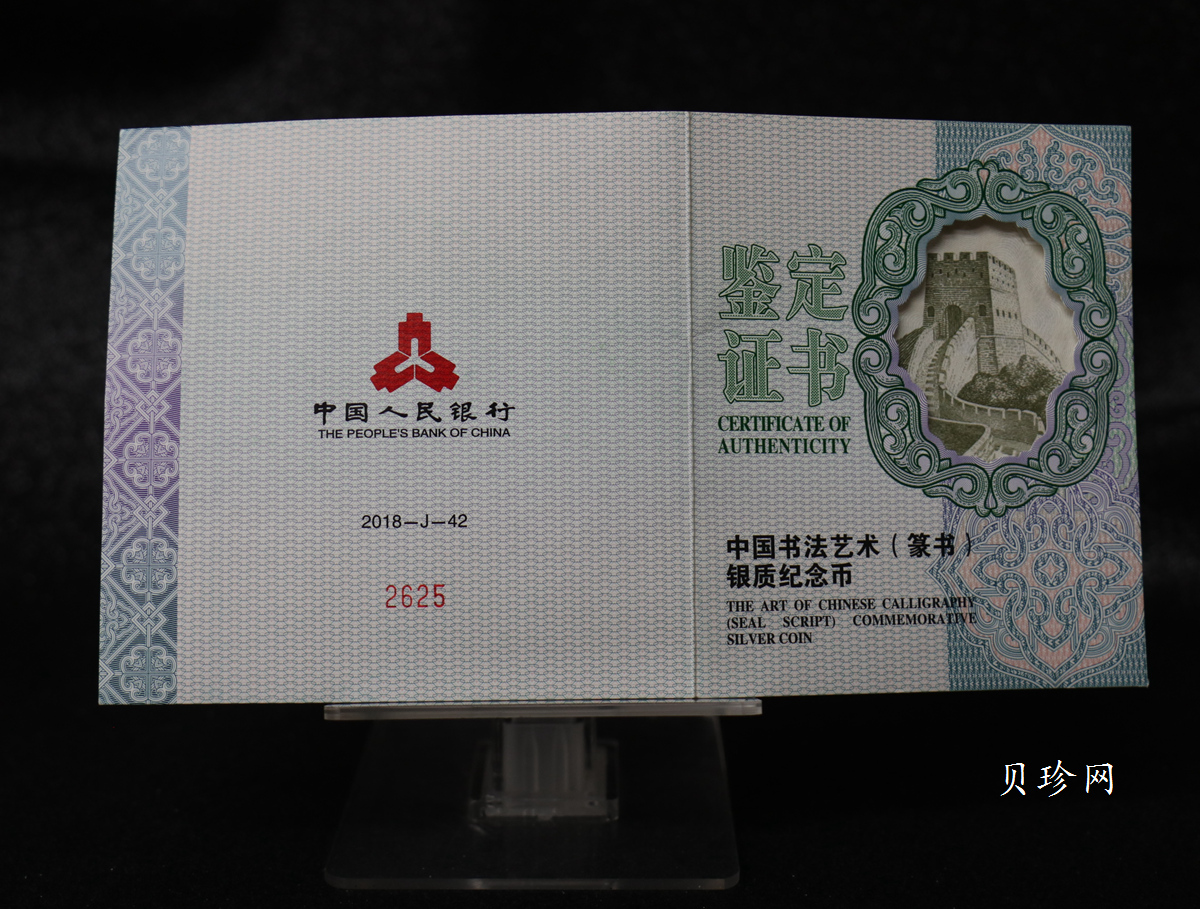 中国人民银行
THE PEOPLE'S BANK OF CHINA
2018—J—42
2625
鉴定
证书
CERTIFICATE OF
AUTHENTICITY
中国书法艺术（篆书）
银质纪念币
THE ART OF CHINESE CALLIGRAPHY
(SEAL SCRIPT) COMMEMORATIVE
SILVER COIN
贝珍网